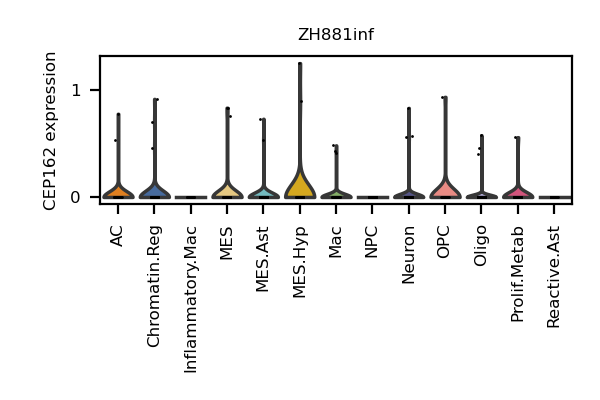 ZH881inf
CEP162 expression
1
0
AC
Chromatin.Reg
Inflammatory.Mac
MES
MES.Ast
MES.Hyp
Mac
NPC
Neuron
OPC
Oligo
Prolif.Metab
Reactive.Ast